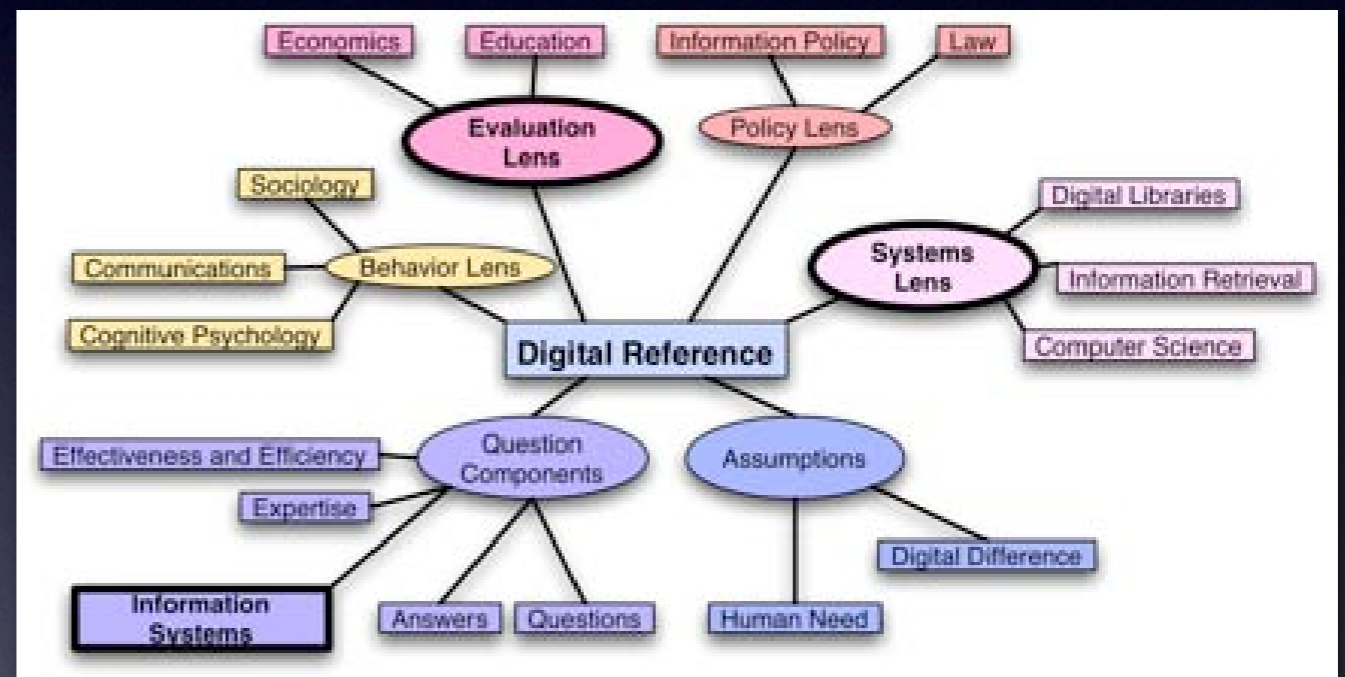 Economics
Education
Information Policy
Law
Evaluation
Lens
Policy Lens
Sociology
Digital Libraries
Communications
Behavior Lens
Systems
Lens
Information Retrieval
Cognitive Psychology
Digital Reference
Computer Science
Effectiveness and Efficiency
Question
Components
Assumptions
Expertise
Digital Difference
Information
Systems
Answers
Questions
Human Need